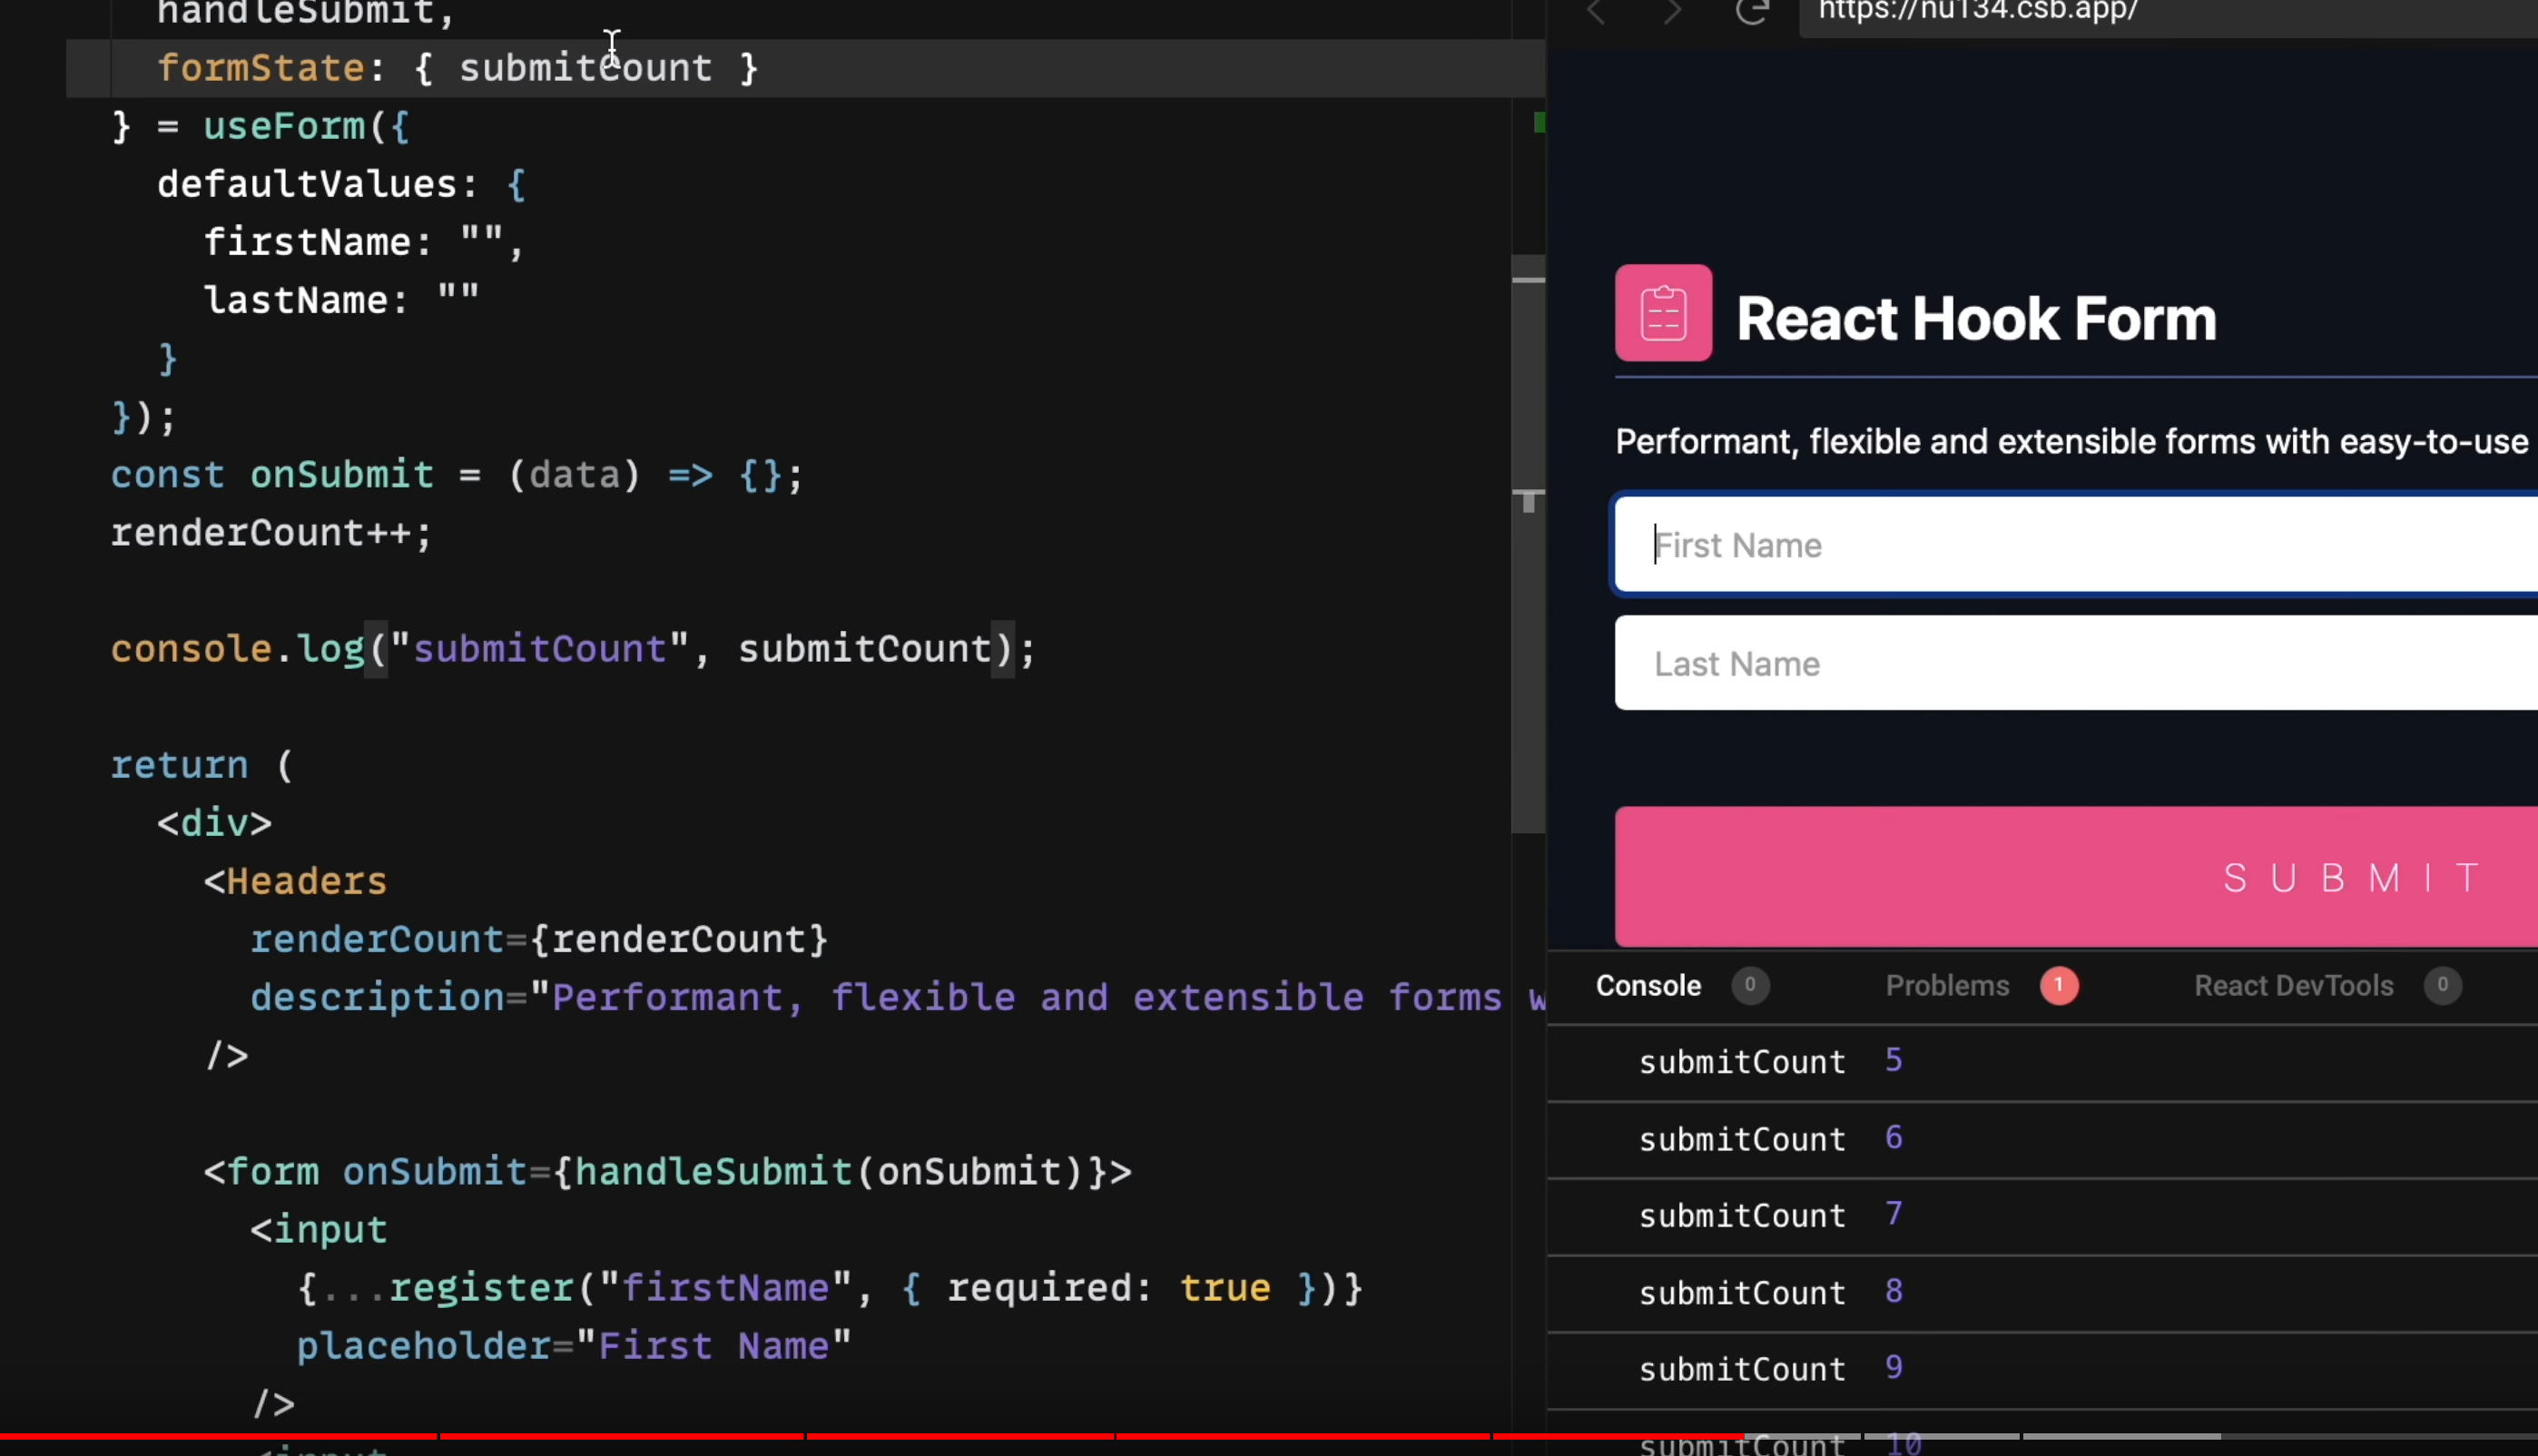 handleSubmit,
formState: { submitCount }
} = useForm({
defaultValues: {
firstName: "",
lastName: ""
}
});
const onSubmit = (data) => {};
renderCount++;
console.log("submitCount", submitCount);
return (
<div>
<Headers
renderCount={renderCount}
description="Performant, flexible and extensible forms w
/>
<form onSubmit={handleSubmit(onSubmit)}>
<input
{...register("firstName", { required: true })}
placeholder="First Name"
/>
<input
https://nu134.csb.app/
React Hook Form
Performant, flexible and extensible forms with easy-to-use
First Name
Last Name
SUBMIT
Console 0 Problems 1 React DevTools 0
submitCount 5
submitCount 6
submitCount 7
submitCount 8
submitCount 9
submitCount 10